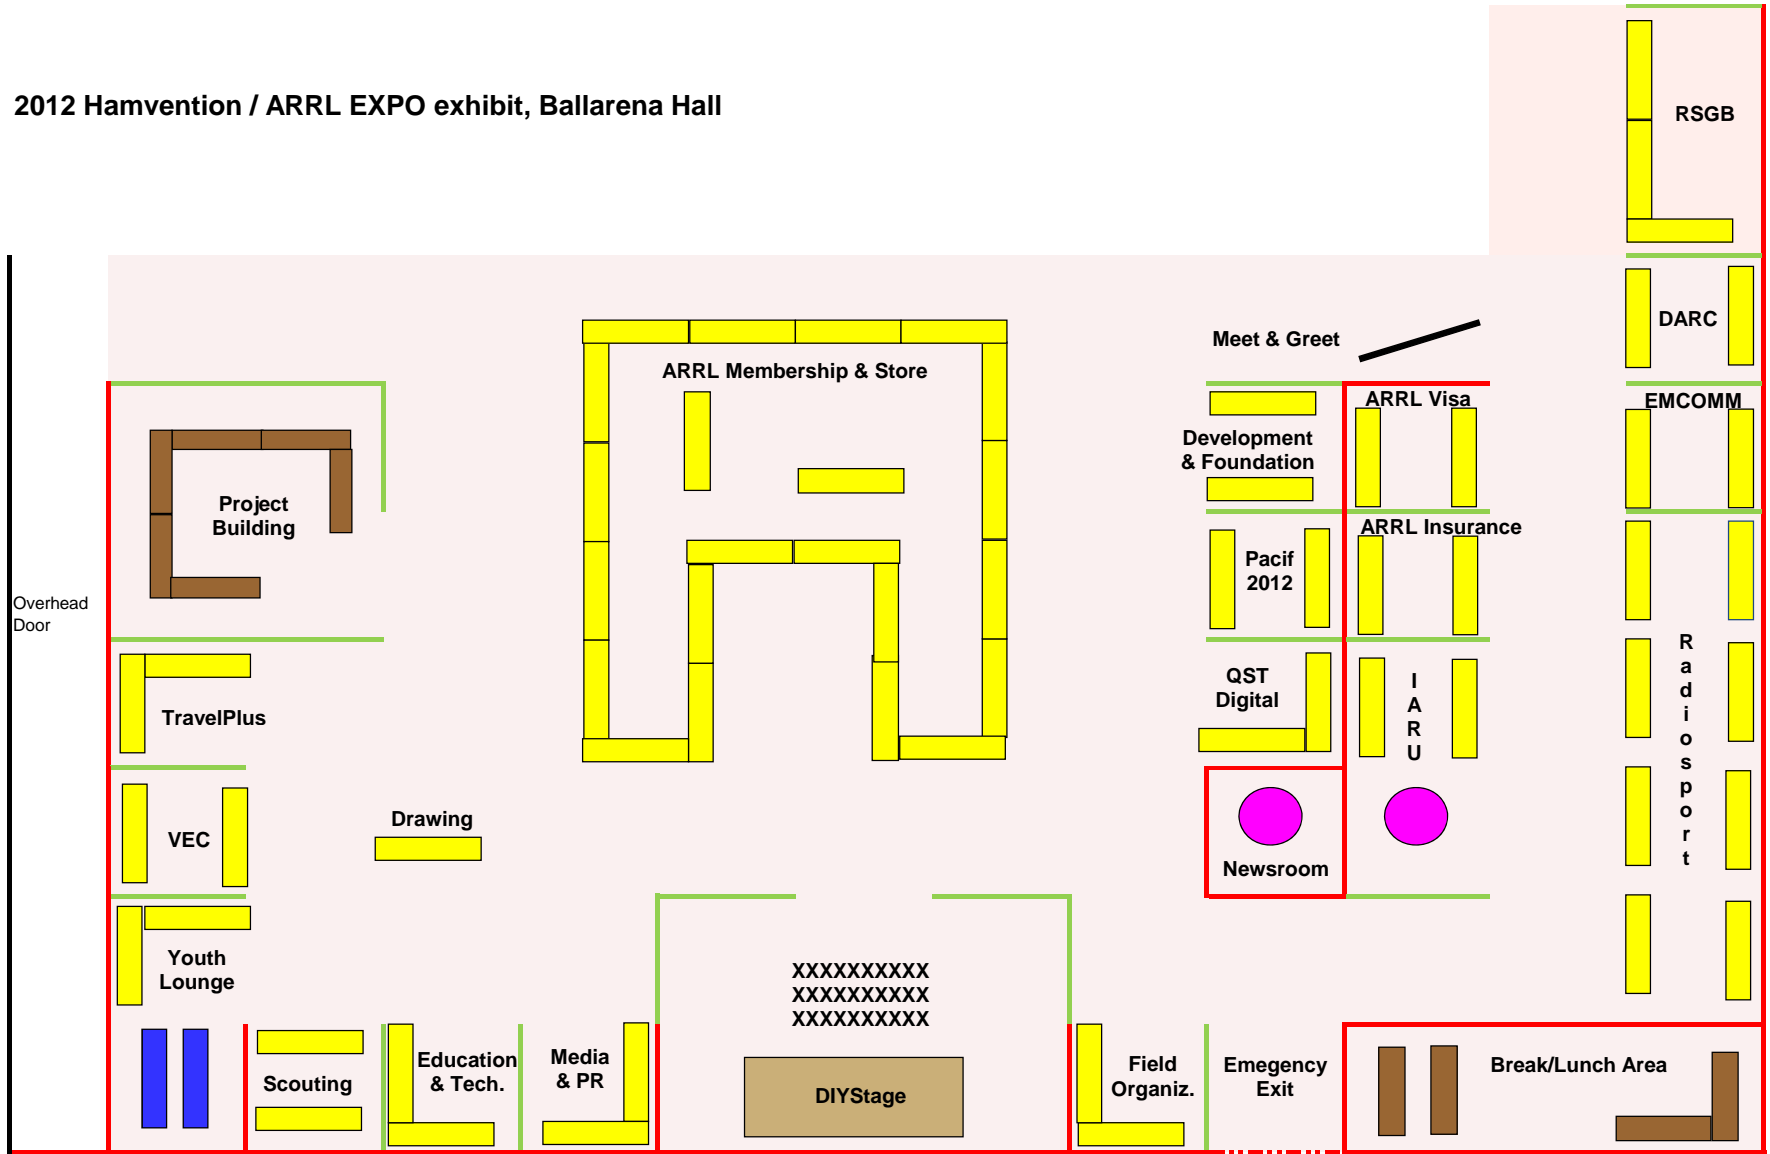 2012 Hamvention / ARRL EXPO exhibit, Ballarena Hall
RSGB
DARC
Meet & Greet
ARRL Membership & Store
ARRL Visa
EMCOMM
Development
& Foundation
Project
Building
ARRL Insurance
Pacif
2012
Overhead
Door
QST
Digital
I
A
R
U
R
a
d
i
o
s
p
o
r
t
TravelPlus
Drawing
VEC
Newsroom
Youth
Lounge
XXXXXXXXXX
XXXXXXXXXX
XXXXXXXXXX
Scouting
Education
& Tech.
Media
& PR
DIYStage
Field
Organiz.
Emegency
Exit
Break/Lunch Area